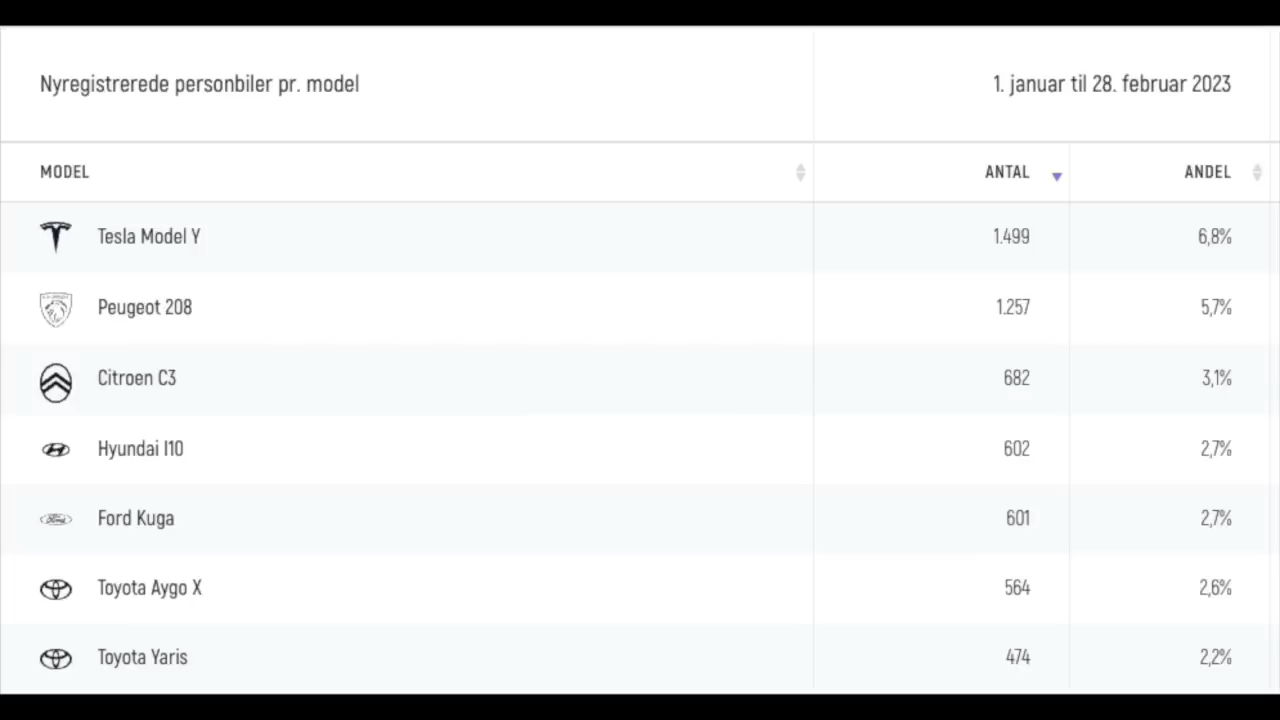 Nyregistrerede personbiler pr. model 1. januar til 28. februar 2023
MODEL ANTAL ANDEL
Tesla Model Y 1.499 6,8%
Peugeot 208 1.257 5,7%
Citroen C3 682 3,1%
Hyundai I10 602 2,7%
Ford Kuga 601 2,7%
Toyota Aygo X 564 2,6%
Toyota Yaris 474 2,2%